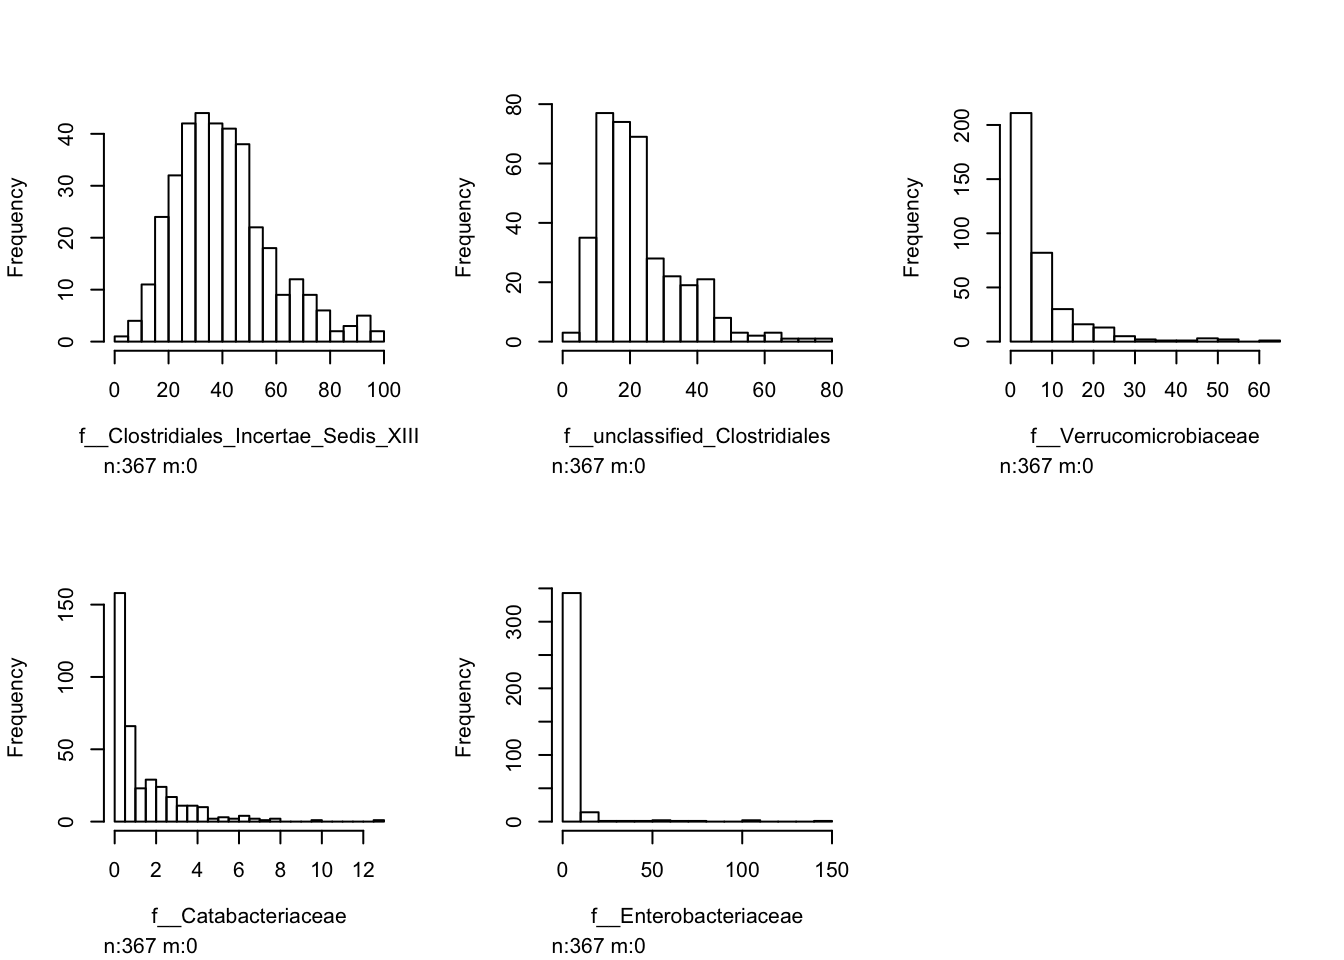 Frequency
0 10 20 30 40
0 20 40 60 80 100
f__Clostridiales_Incertae_Sedis_XIII
n:367 m:0
Frequency
0 20 40 60 80
0 20 40 60 80
f__unclassified_Clostridiales
n:367 m:0
Frequency
0 50 100 150 200
0 10 20 30 40 50 60
f__Verrucomicrobiaceae
n:367 m:0
Frequency
0 50 100 150
0 2 4 6 8 10 12
f__Catabacteriaceae
n:367 m:0
Frequency
0 100 200 300
0 50 100 150
f__Enterobacteriaceae
n:367 m:0